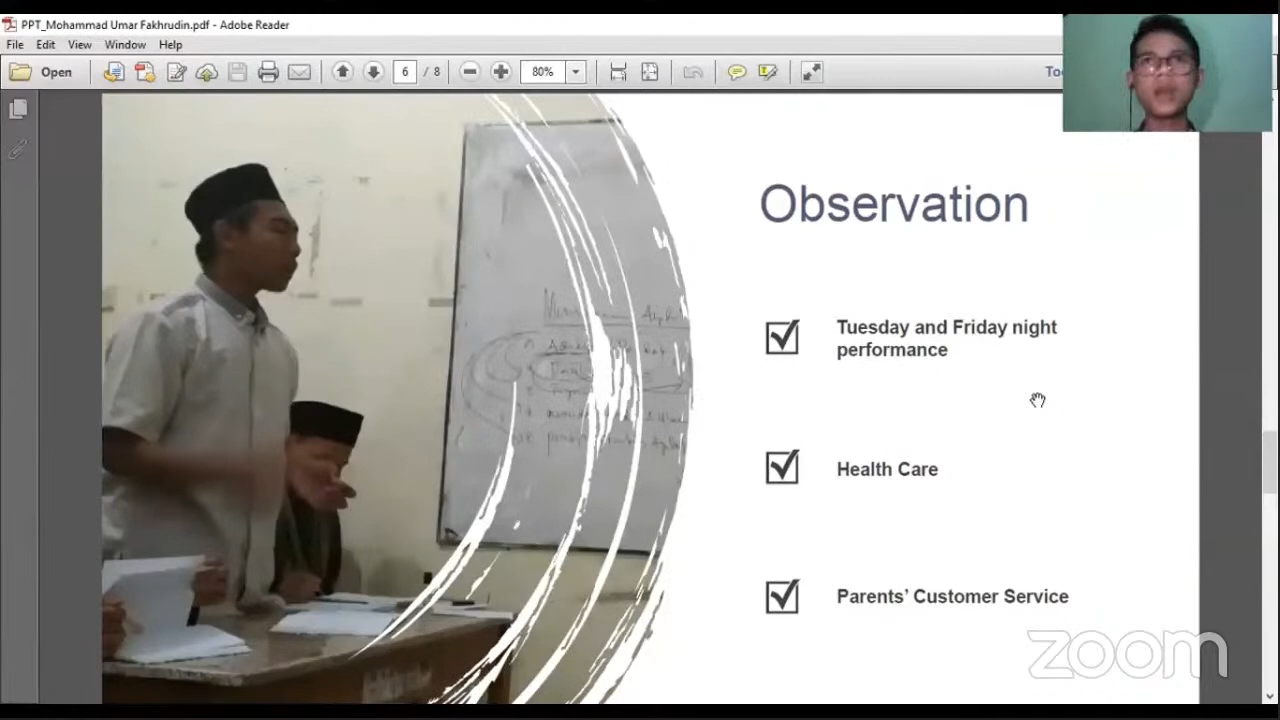 PPT_Mohammad Umar Fakhrudin.pdf - Adobe Reader
File Edit View Window Help
Open 6 / 8 80%
Observation
Tuesday and Friday night
performance
Health Care
Parents’ Customer Service
zoom